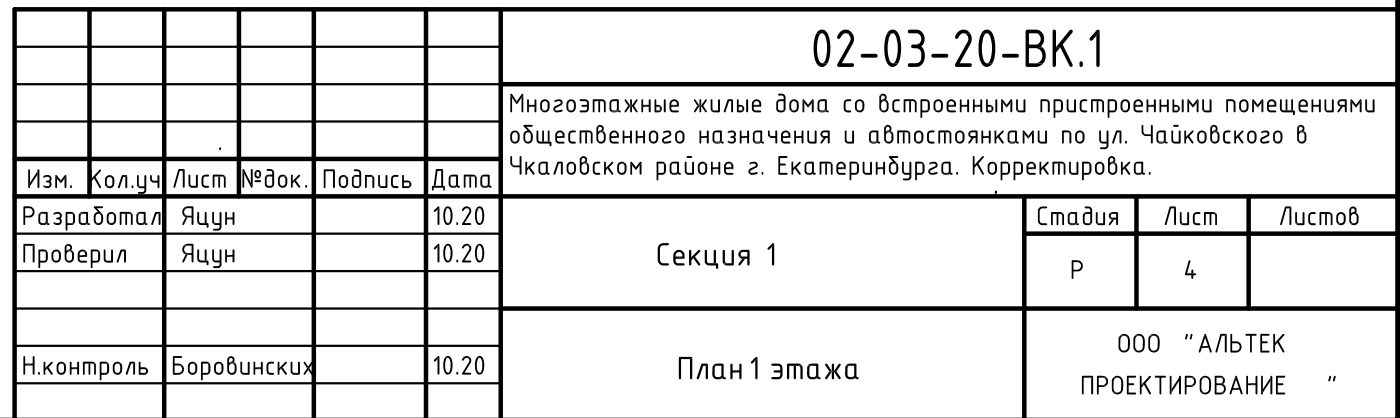 02-03-20-ВК.1
Многоэтажные жилые дома со встроенными пристроенными помещениями
общественного назначения и автостоянками по ул. Чайковского в
Чкаловском районе г. Екатеринбурга. Корректировка.
Изм. Кол.уч Лист №док. Подпись Дата
Разработал Яцун 10.20
Проверил Яцун 10.20
Н.контроль Боровинских 10.20
Секция 1
Стадия Лист Листов
Р 4
План 1 этажа
ООО "АЛЬТЕК
ПРОЕКТИРОВАНИЕ "